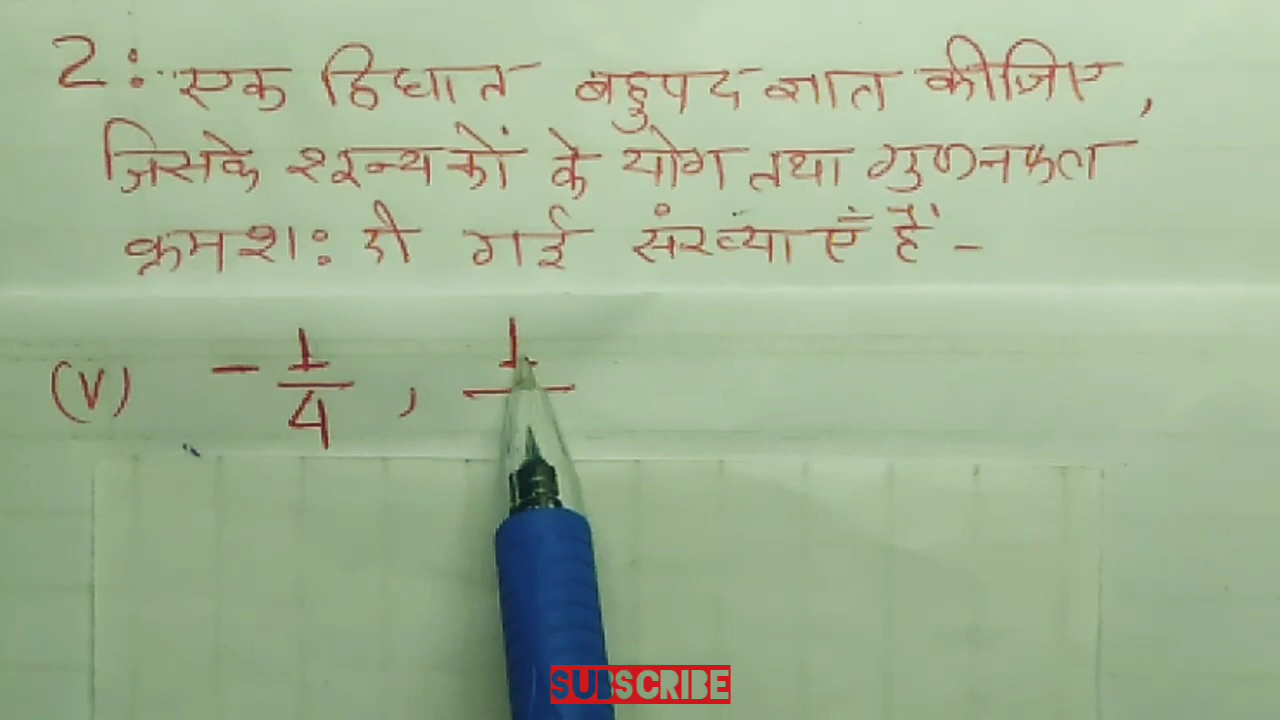 2: एक द्विघात बहुपद ज्ञात कीजिए,
जिसके शून्यकों के योग तथा गुणनफल
क्रमश: दी गई संख्याएँ हैं -
(V) - 1/4 , 1/
SUBSCRIBE